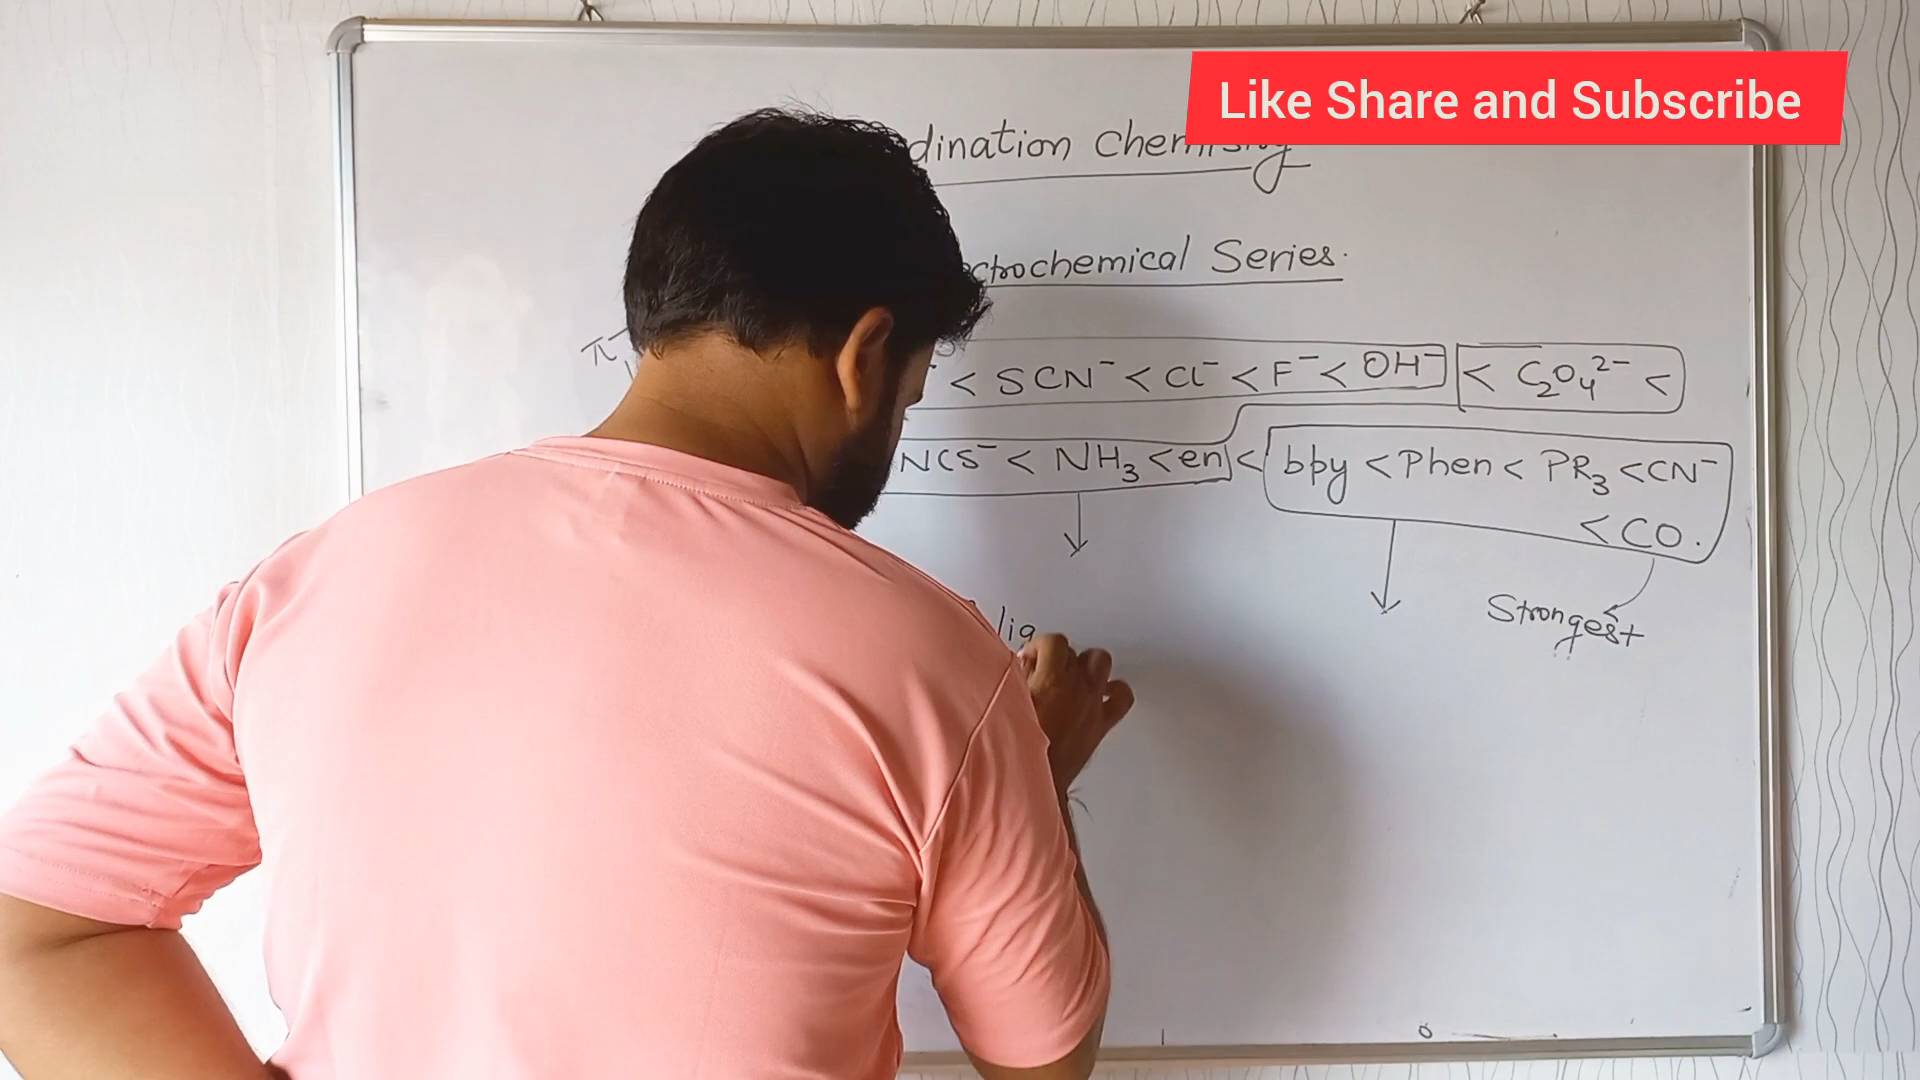 Like Share and Subscribe
dination Chemistry
ctrochemical Series.
π
< SCN⁻ < Cl⁻ < F⁻ < OH⁻ < C₂O₄²⁻ <
NCS⁻ < NH₃ < en < bpy < Phen < PR₃ < CN⁻
< CO.
Strongest
lig